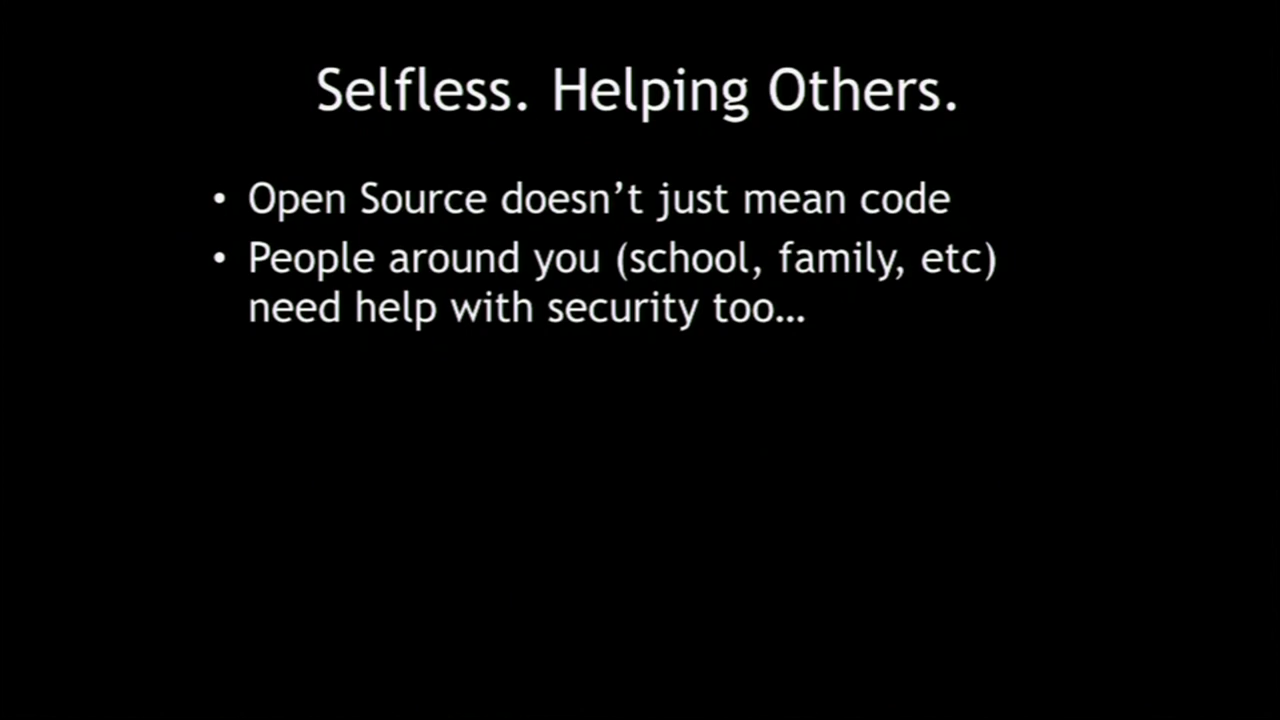 Selfless. Helping Others.
• Open Source doesn’t just mean code
• People around you (school, family, etc)
need help with security too…